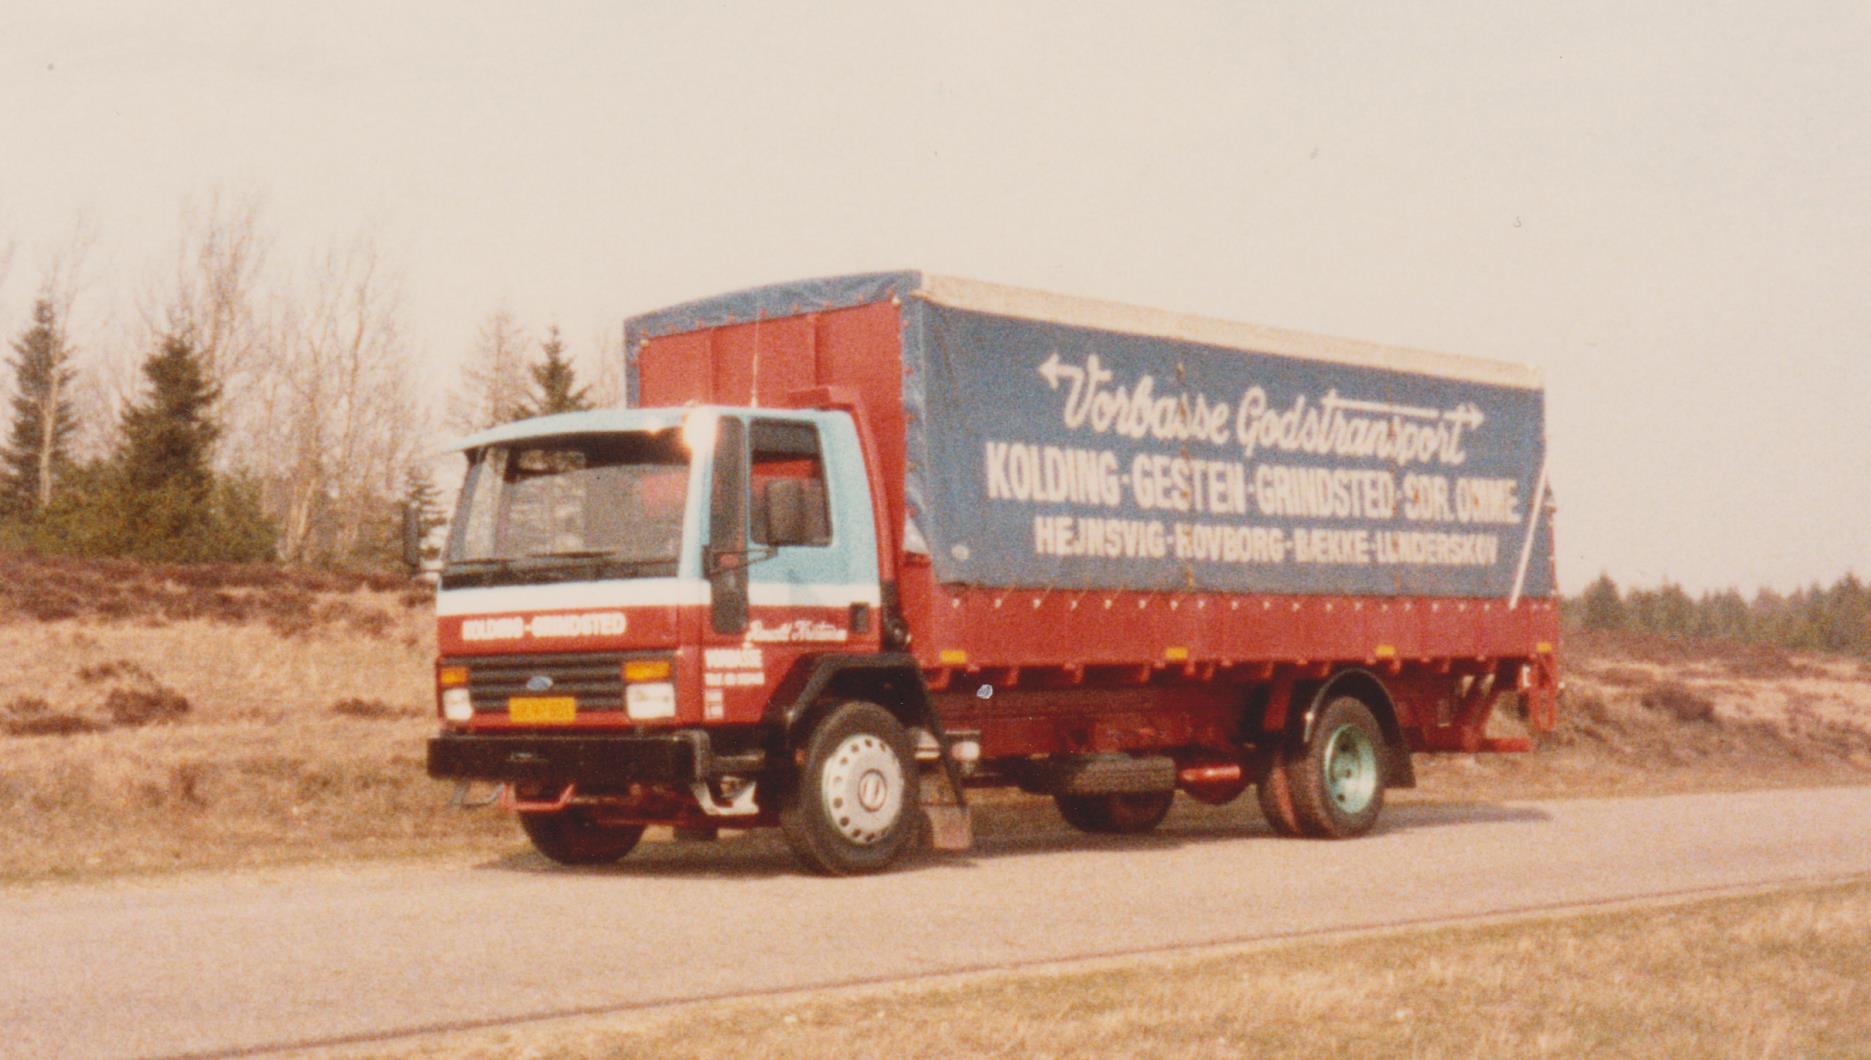 Vorbasse Godstransport
KOLDING-GESTEN-GRINDSTED-SDR. OMME
HEJNSVIG-HOVBORG-BÆKKE-LUNDERSKOV
KOLDING-GRINDSTED
VORBASSE